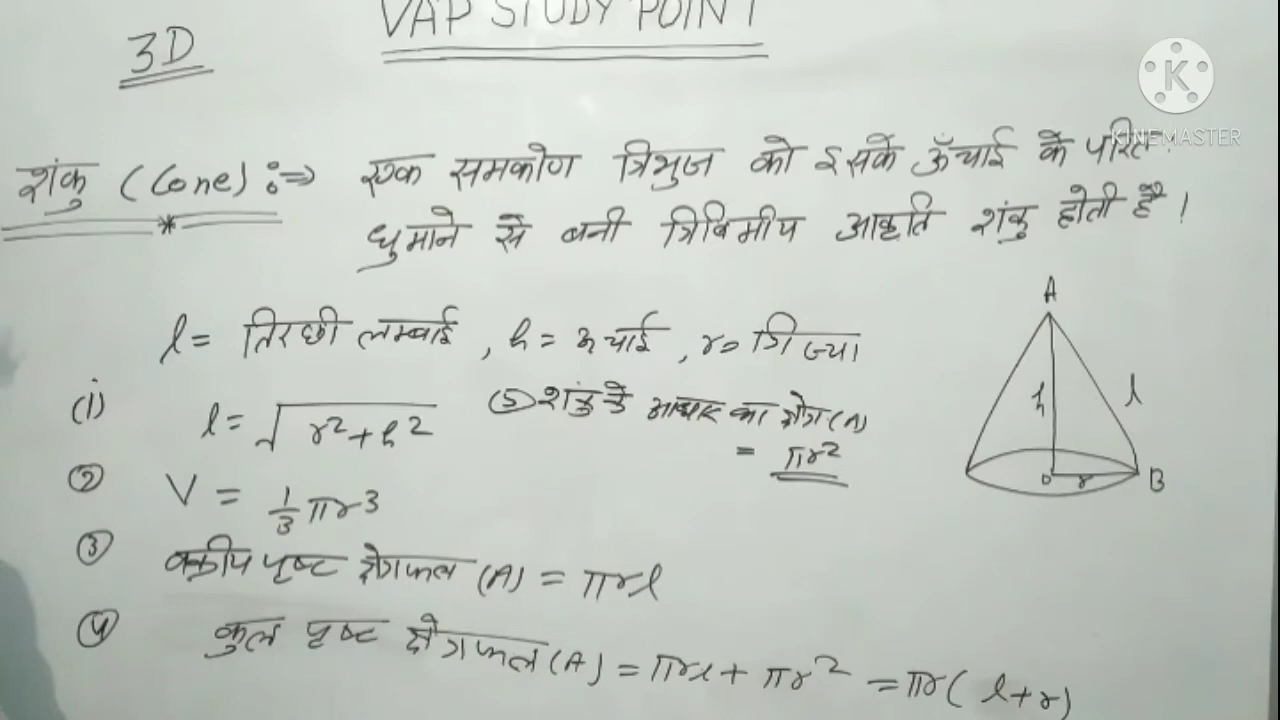 VAP STUDY POINT
3D
K
KINEMASTER
शंकु (Cone) :⇒ एक समकोण त्रिभुज को इसके ऊँचाई के परितः
घुमाने से बनी त्रिविमीय आकृति शंकु होती है।
l = तिरछी लम्बाई, h = ऊचाई, r = त्रिज्या
(i) l = √r²+h²
② V = 1/3 πr3
③ वक्रीय पृष्ट क्षेत्रफल (A) = πrl
④ कुल पृष्ट क्षेत्रफल (A) = πrl + πr² = πr( l+r)
⑤ शंकु के आधार का क्षेत्र (A)
= πr²
A
h
l
O
r
B